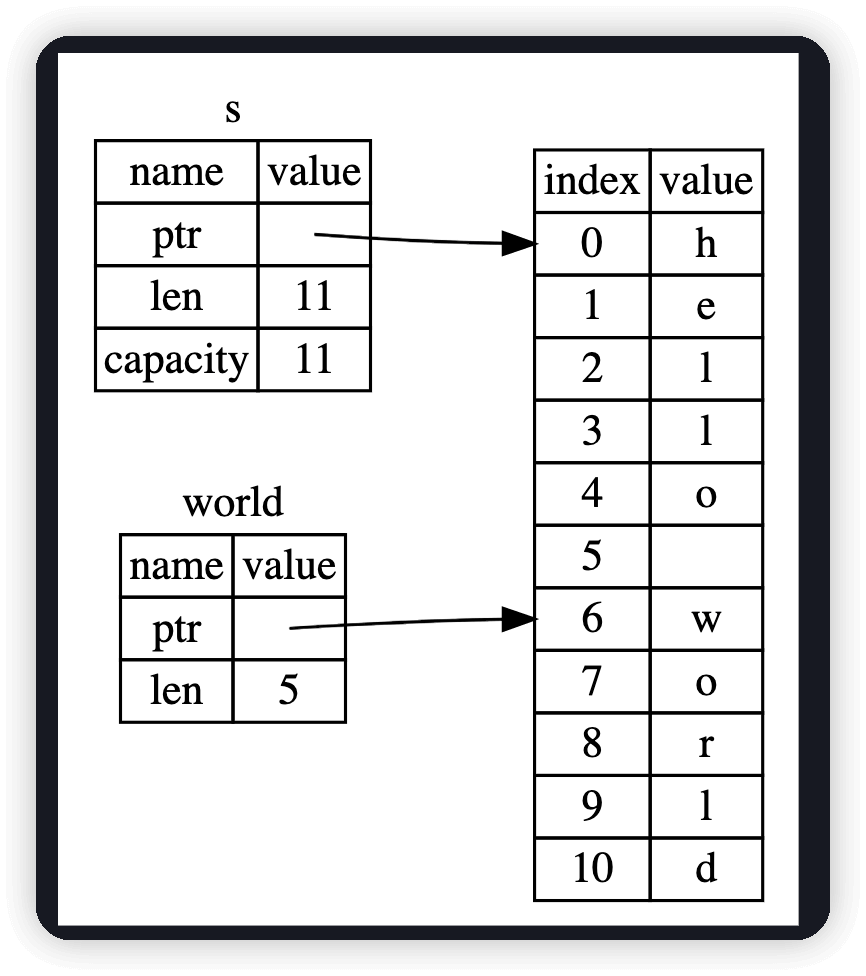 s
name value
ptr
len 11
capacity 11
world
name value
ptr
len 5
index value
0 h
1 e
2 l
3 l
4 o
5
6 w
7 o
8 r
9 l
10 d